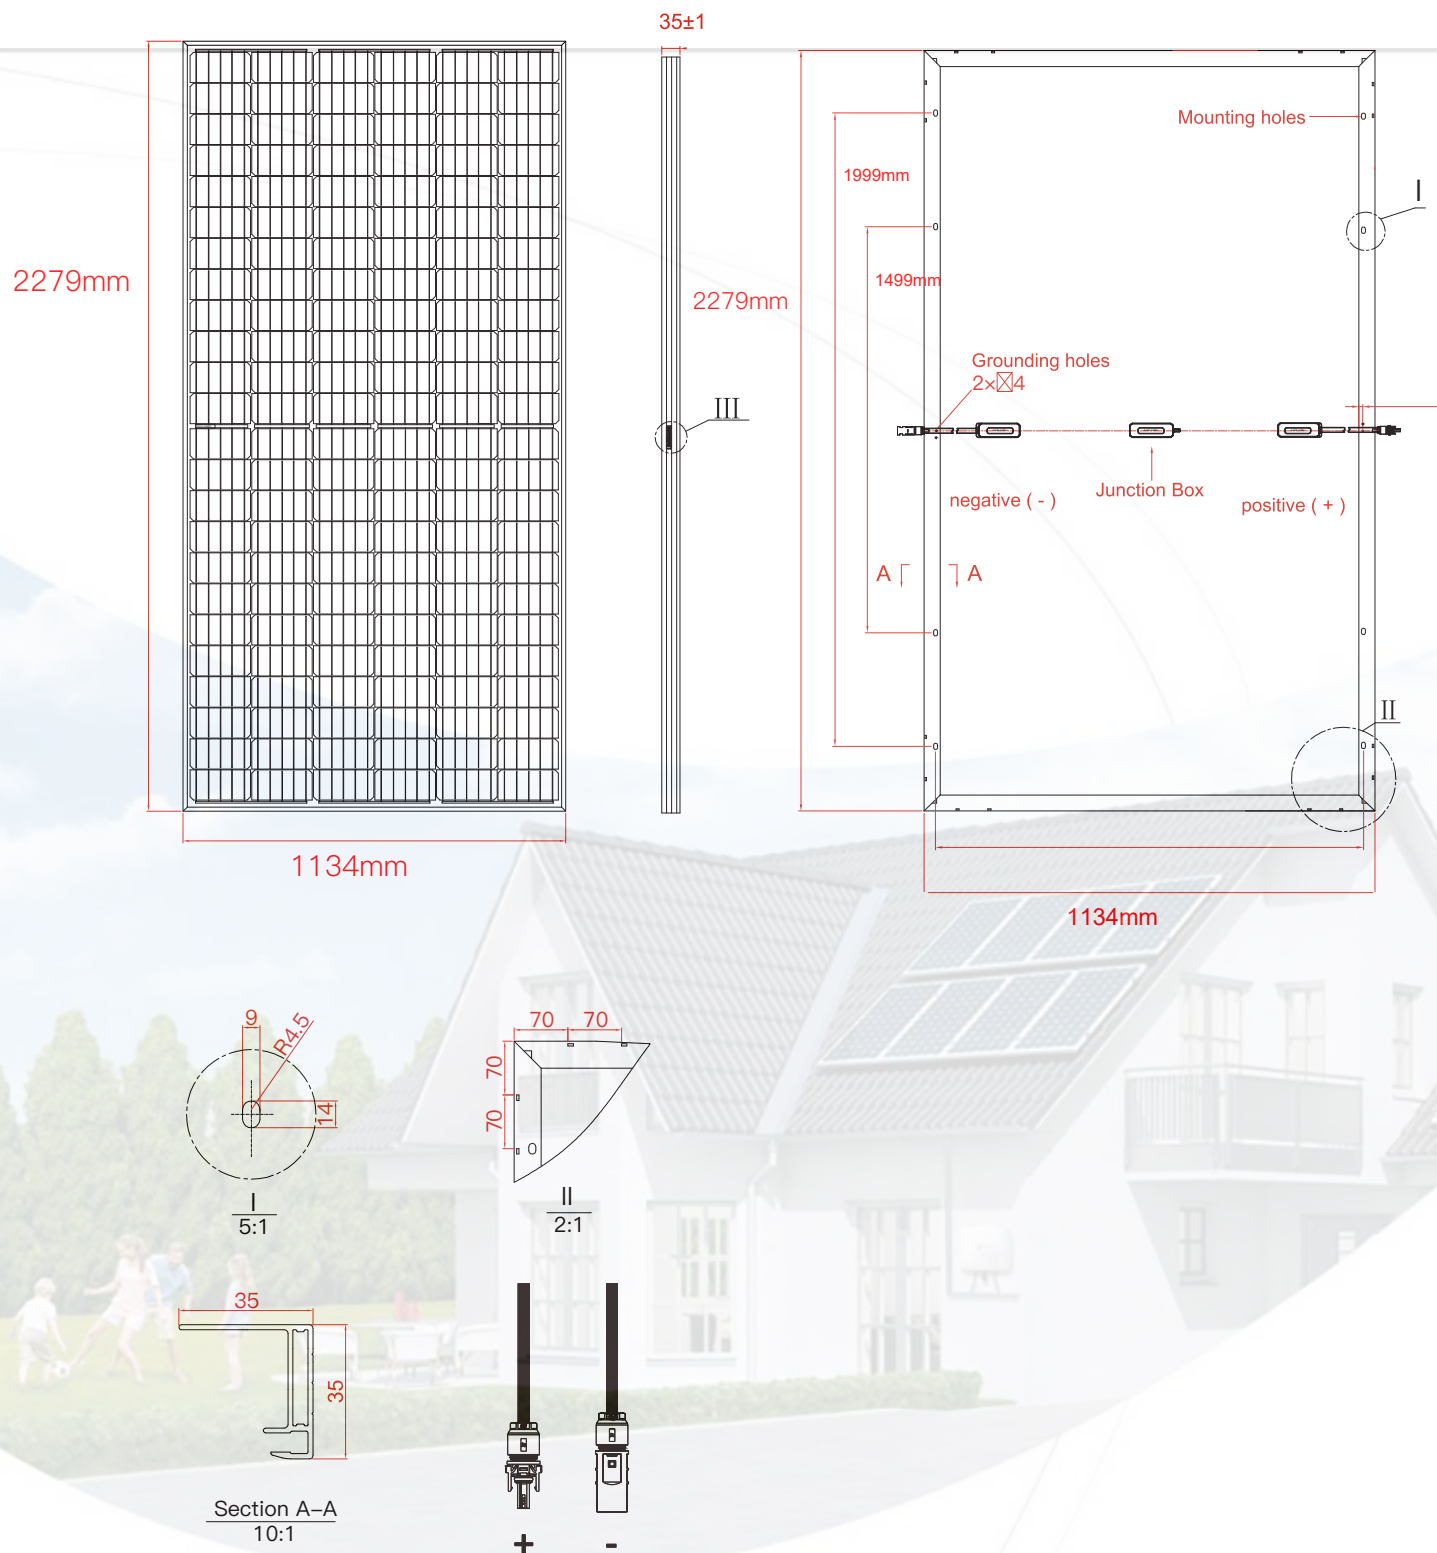 35±1
2279mm
1134mm
III
2279mm
1999mm
1499mm
Mounting holes
I
Grounding holes
2×☒4
negative ( - )
Junction Box
positive ( + )
A
A
II
1134mm
9
R4.5
14
I
5:1
70
70
70
70
II
2:1
35
35
Section A–A
10:1
+
-